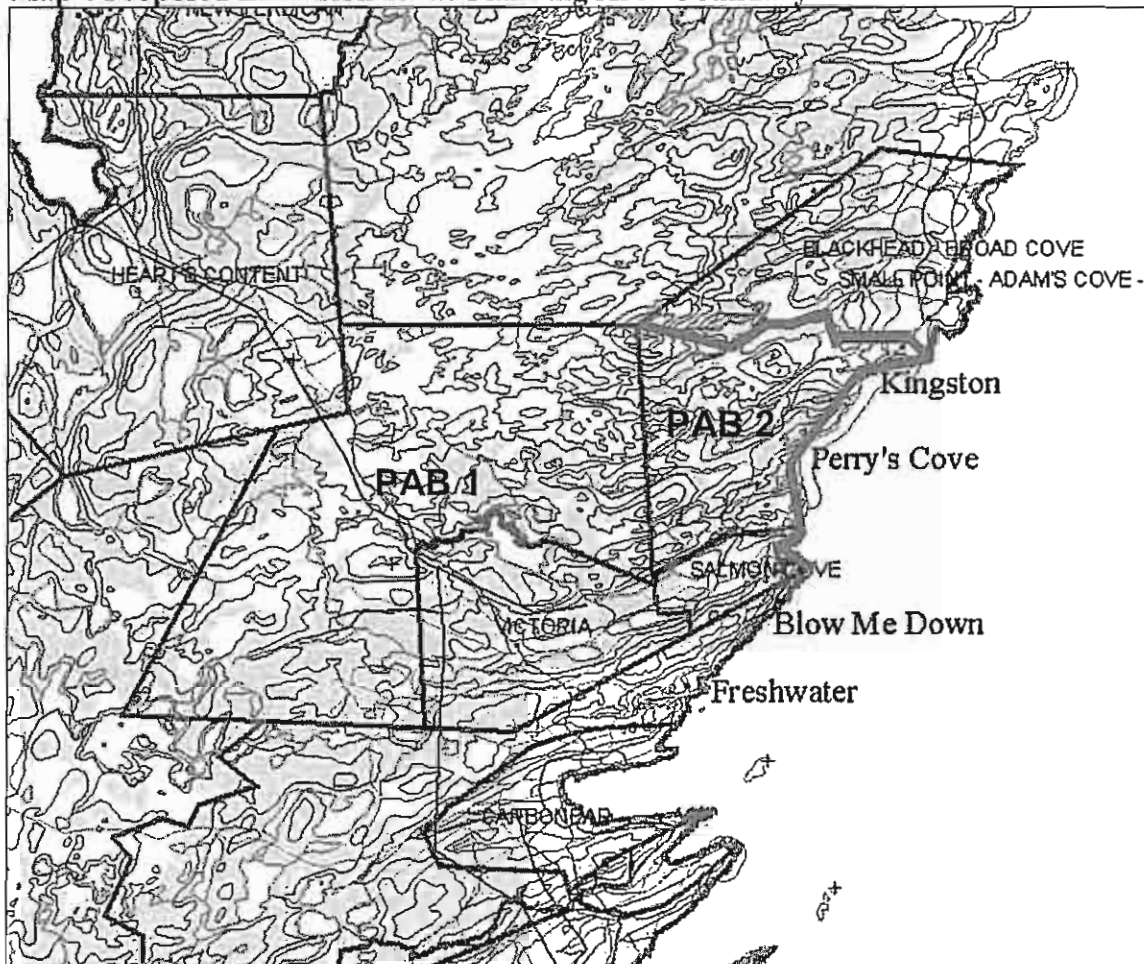 HEART'S CONTENT
BLACKHEAD - BROAD COVE
SMALL POINT - ADAM'S COVE -
Kingston
PAB 2
Perry's Cove
PAB 1
SALMON COVE
VICTORIA
Blow Me Down
Freshwater
CARBONEAR